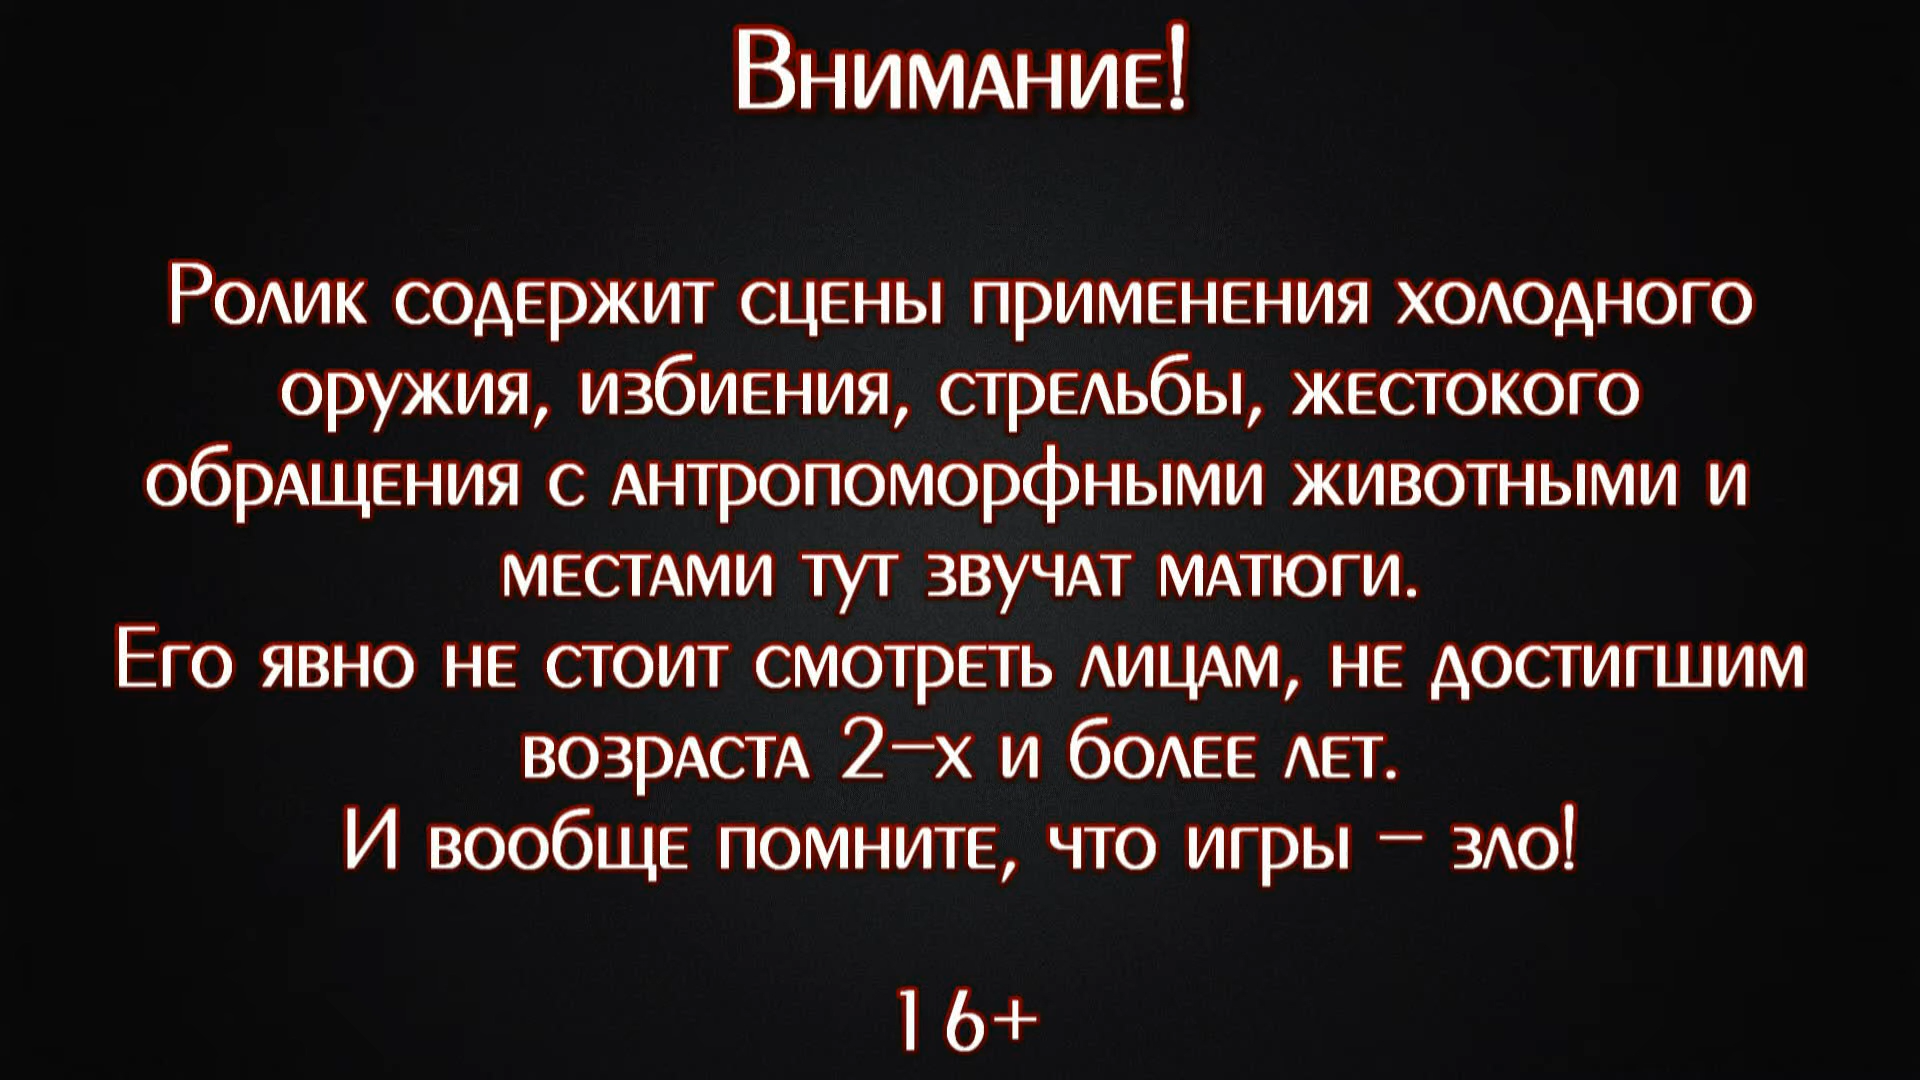 Внимание!
Ролик содержит сцены применения холодного
оружия, избиения, стрельбы, жестокого
обращения с антропоморфными животными и
местами тут звучат матюги.
Его явно не стоит смотреть лицам, не достигшим
возраста 2-х и более лет.
И вообще помните, что игры - зло!
16+